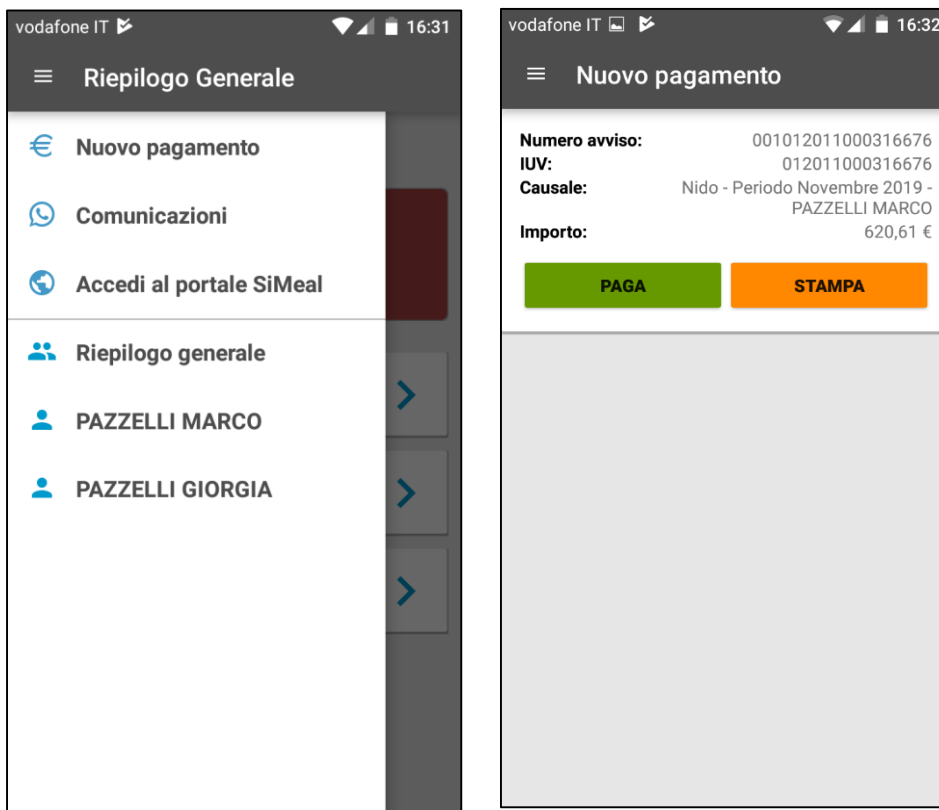 vodafone IT 16:31
Riepilogo Generale
Nuovo pagamento
Comunicazioni
Accedi al portale SiMeal
Riepilogo generale
PAZZELLI MARCO
PAZZELLI GIORGIA
vodafone IT 16:32
Nuovo pagamento
Numero avviso: 001012011000316676
IUV: 012011000316676
Causale: Nido - Periodo Novembre 2019 -
PAZZELLI MARCO
Importo: 620,61 €
PAGA STAMPA